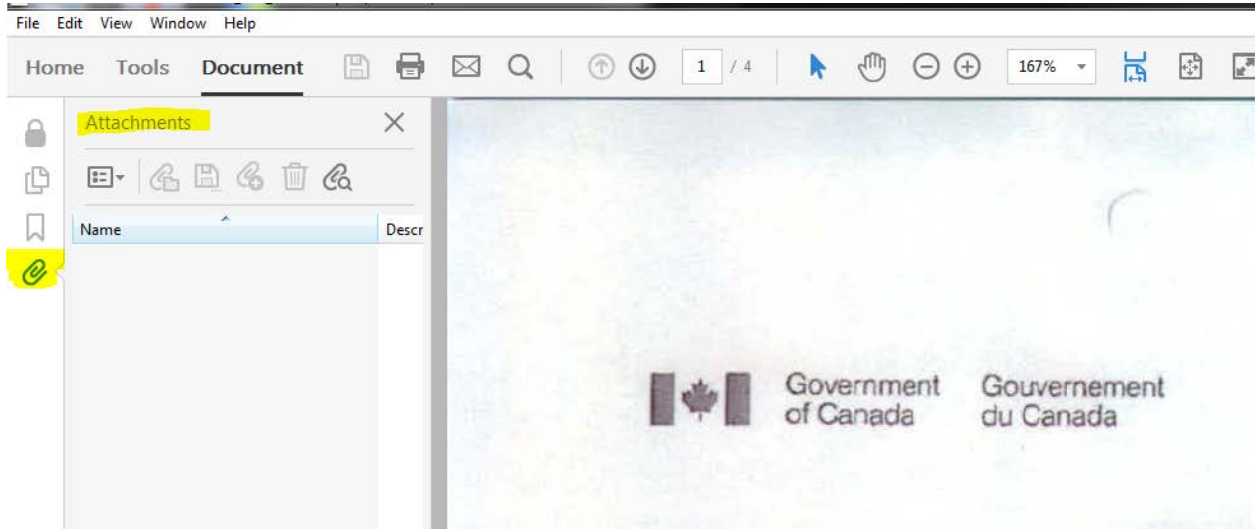 File Edit View Window Help
Home Tools Document 1 / 4 167%
Attachments
Name Descr
Government Gouvernement
of Canada du Canada